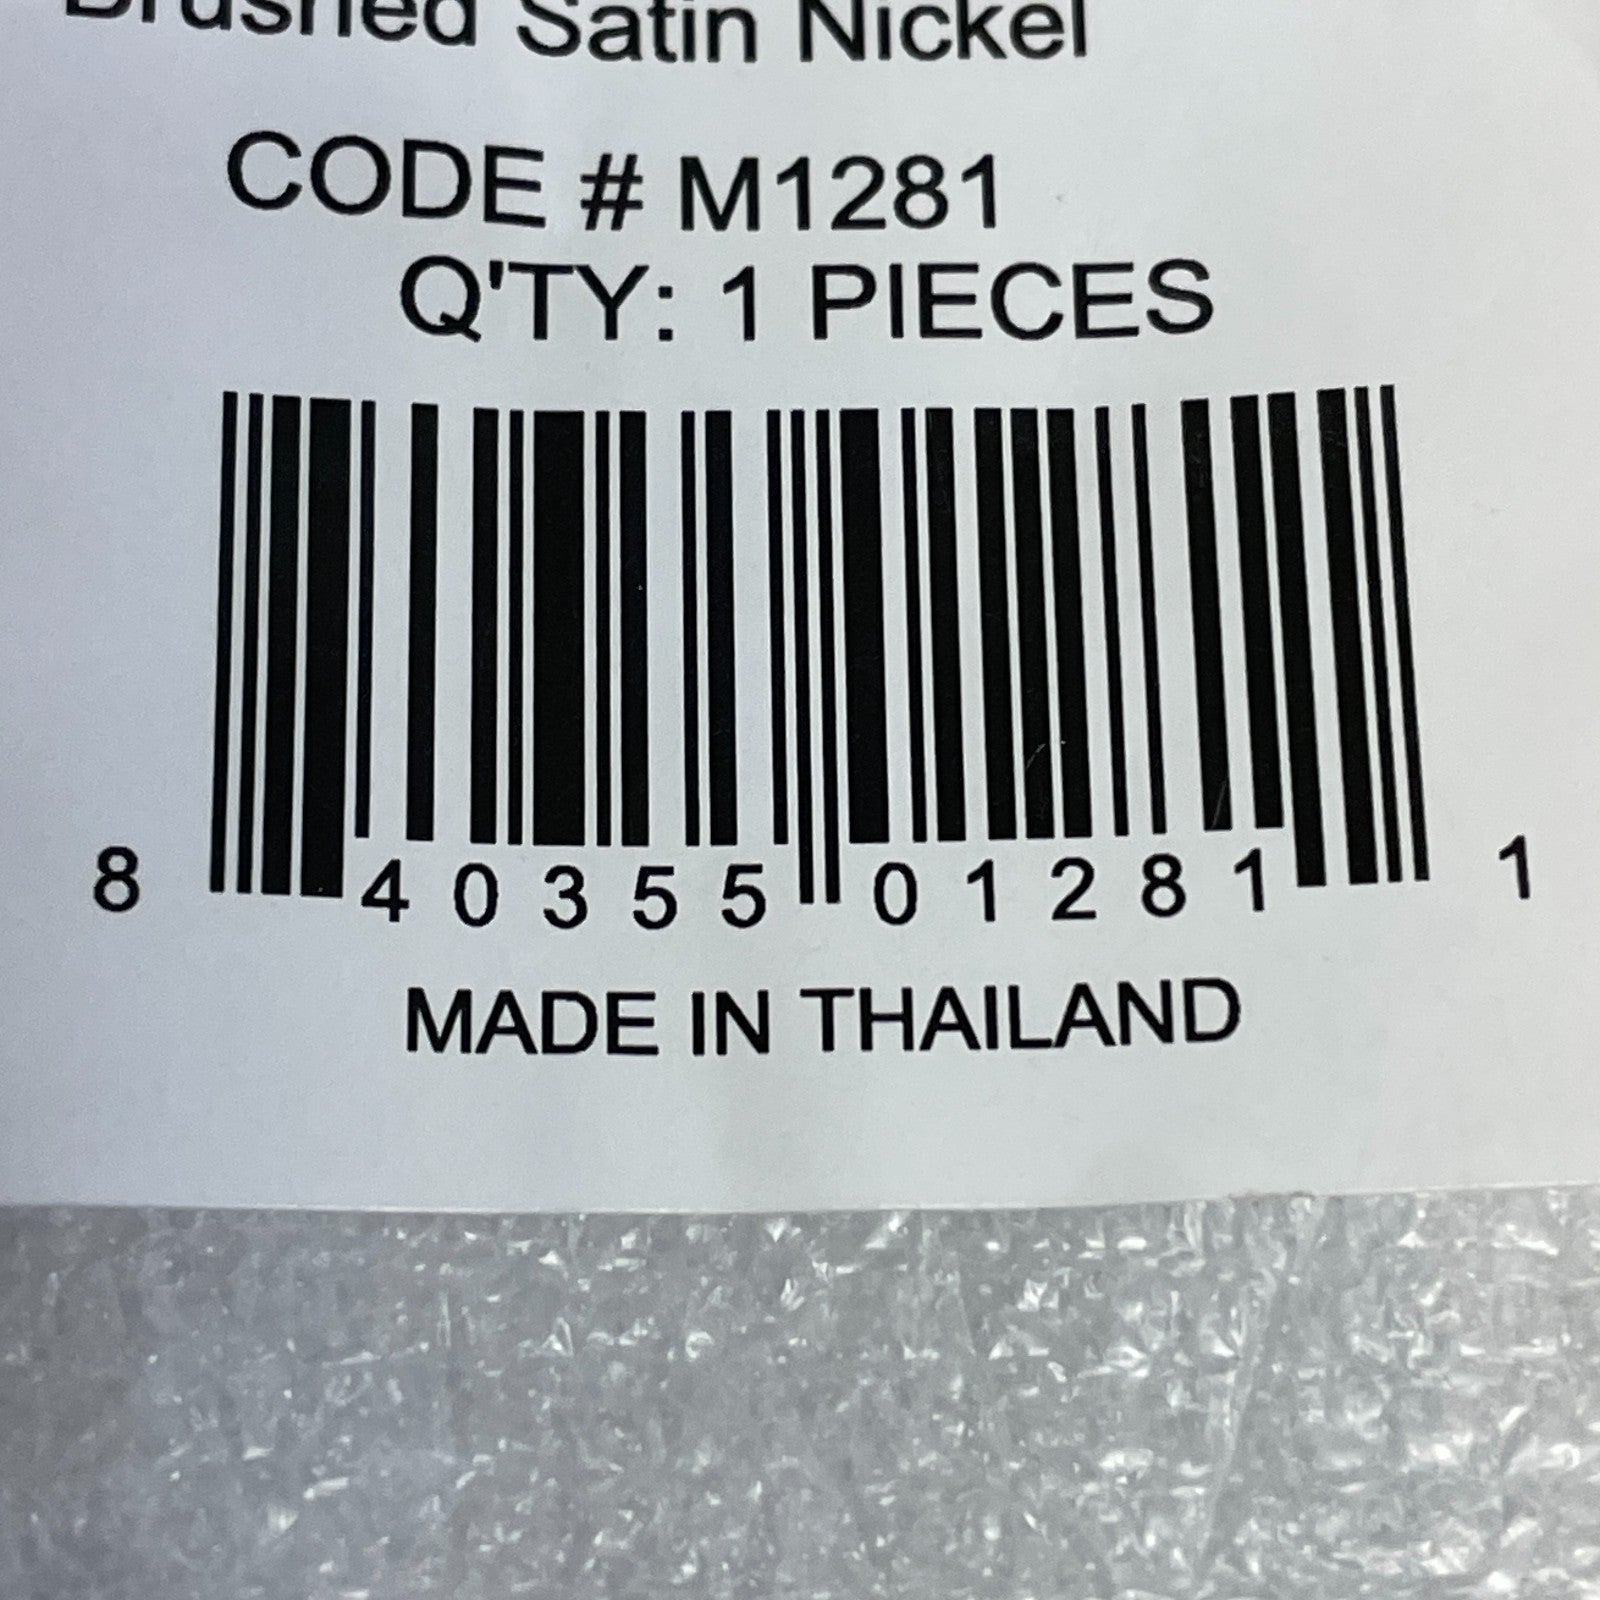 Brushed Satin Nickel
CODE # M1281
Q'TY: 1 PIECES
8 40355 01281 1
MADE IN THAILAND